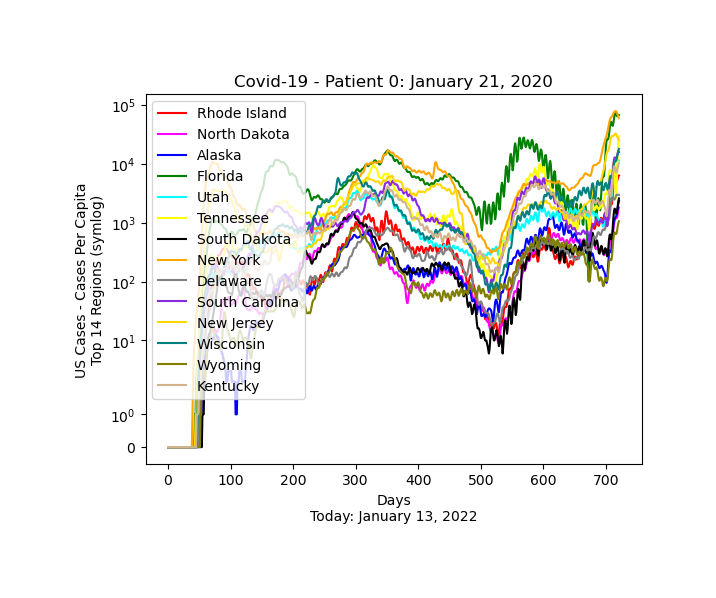 Covid-19 - Patient 0: January 21, 2020
US Cases - Cases Per Capita
Top 14 Regions (symlog)
10^5
10^4
10^3
10^2
10^1
10^0
0
Rhode Island
North Dakota
Alaska
Florida
Utah
Tennessee
South Dakota
New York
Delaware
South Carolina
New Jersey
Wisconsin
Wyoming
Kentucky
0 100 200 300 400 500 600 700
Days
Today: January 13, 2022